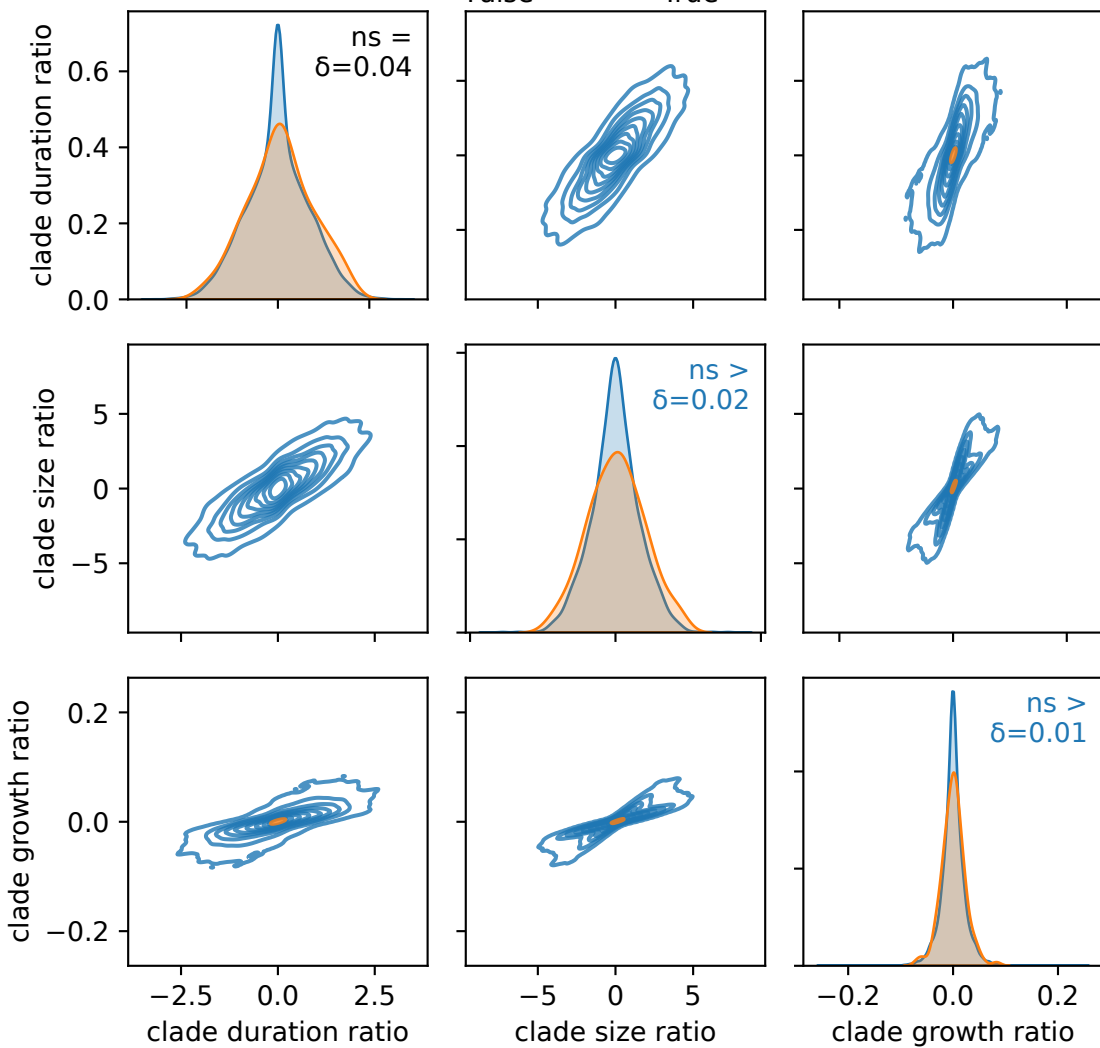 clade duration ratio
0.6
0.4
0.2
0.0
ns =
δ=0.04
clade size ratio
5
0
−5
ns >
δ=0.02
clade growth ratio
0.2
0.0
−0.2
ns >
δ=0.01
−2.5 0.0 2.5
−5 0 5
−0.2 0.0 0.2
clade duration ratio
clade size ratio
clade growth ratio